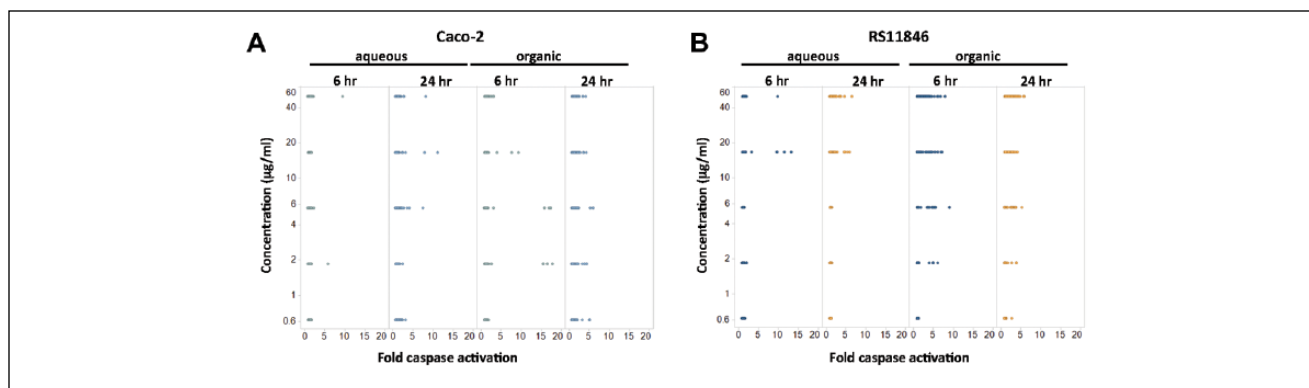 A
Caco-2
aqueous
organic
6 hr
24 hr
6 hr
24 hr
60
40
20
10
6
4
2
1
0.6
Concentration (µg/ml)
0 5 10 15 0 5 10 15 20 0 5 10 15 20 0 5 10 15 20
Fold caspase activation
B
RS11846
aqueous
organic
6 hr
24 hr
6 hr
24 hr
60
40
20
10
6
4
2
1
0.6
Concentration (µg/ml)
0 5 10 15 20 0 5 10 15 20 0 5 10 15 20 0 5 10 15 20
Fold caspase activation